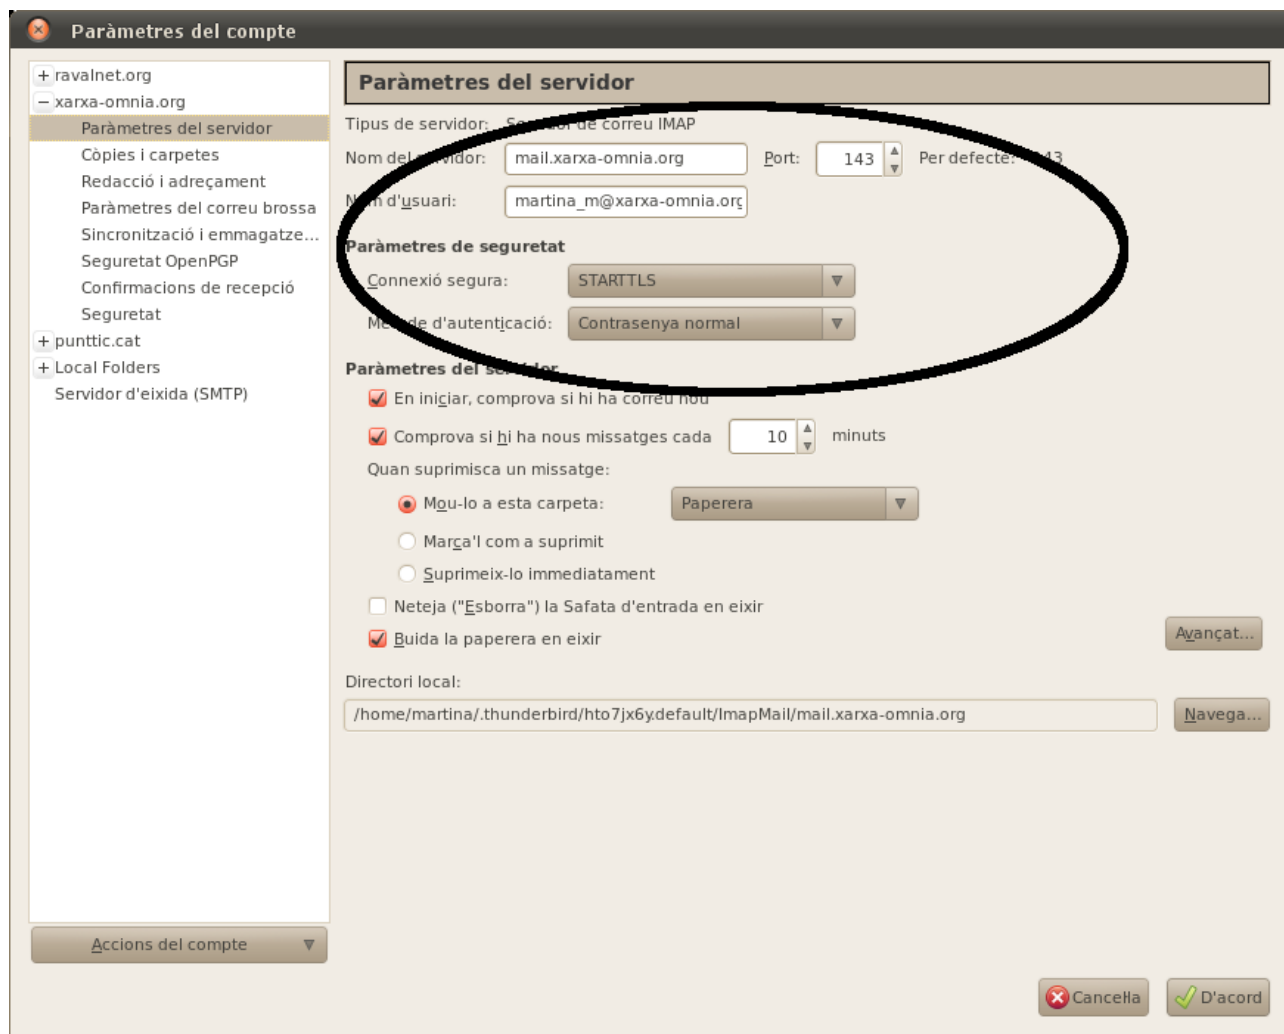 Paràmetres del compte
ravalnet.org
xarxa-omnia.org
Paràmetres del servidor
Còpies i carpetes
Redacció i adreçament
Paràmetres del correu brossa
Sincronització i emmagatze...
Seguretat OpenPGP
Confirmacions de recepció
Seguretat
punttic.cat
Local Folders
Servidor d'eixida (SMTP)
Accions del compte
Paràmetres del servidor
Tipus de servidor: Servidor de correu IMAP
Nom del servidor: mail.xarxa-omnia.org Port: 143 Per defecte: 143
Nom d'usuari: martina_m@xarxa-omnia.org
Paràmetres de seguretat
Connexió segura: STARTTLS
Mètode d'autenticació: Contrasenya normal
Paràmetres del servidor
En iniciar, comprova si hi ha correu nou
Comprova si hi ha nous missatges cada 10 minuts
Quan suprimisca un missatge:
Mou-lo a esta carpeta: Paperera
Marca'l com a suprimit
Suprimeix-lo immediatament
Neteja ("Esborra") la Safata d'entrada en eixir
Buida la paperera en eixir
Avançat...
Directori local:
/home/martina/.thunderbird/hto7jx6y.default/ImapMail/mail.xarxa-omnia.org Navega...
Cancel·la D'acord